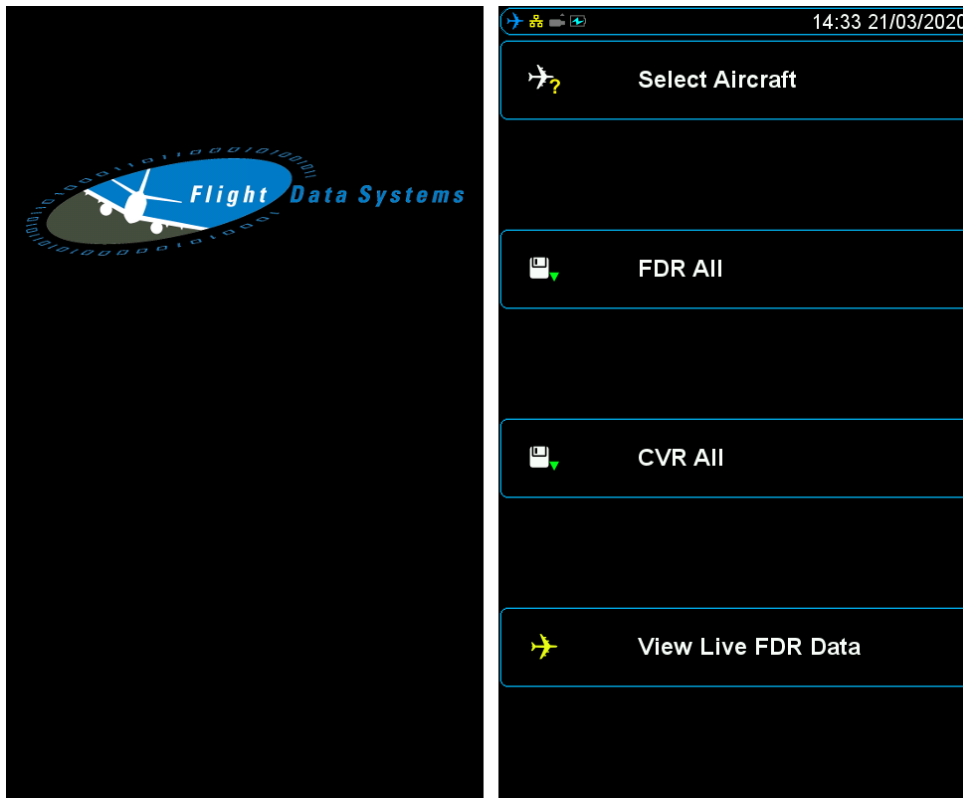 Flight Data Systems
14:33 21/03/2020
Select Aircraft
?
FDR All
CVR All
View Live FDR Data